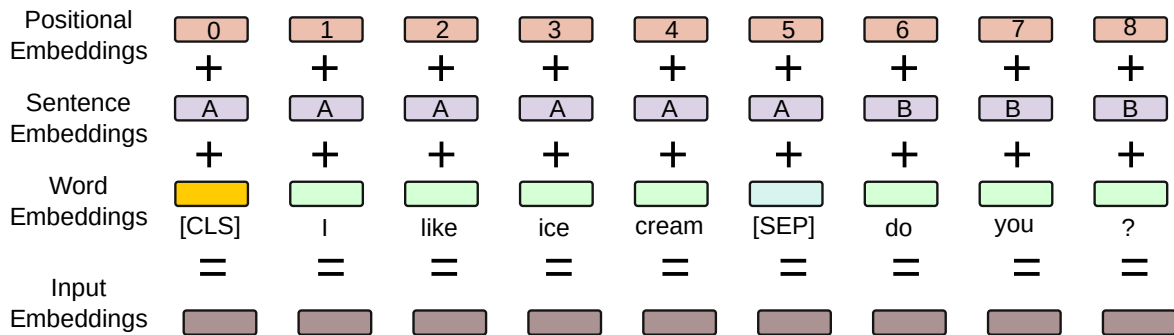 Positional
Embeddings
0 1 2 3 4 5 6 7 8
+ + + + + + + + +
Sentence
Embeddings
A A A A A A B B B
+ + + + + + + + +
Word
Embeddings
[CLS] I like ice cream [SEP] do you ?
= = = = = = = = =
Input
Embeddings